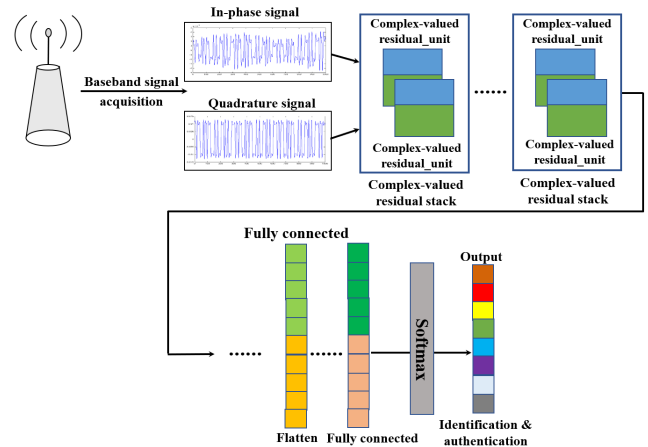 In-phase signal
Baseband signal
acquisition
Quadrature signal
Complex-valued
residual_unit
Complex-valued
residual_unit
Complex-valued
residual stack
Complex-valued
residual_unit
Complex-valued
residual_unit
Complex-valued
residual stack
Fully connected
Flatten
Fully connected
Softmax
Output
Identification &
authentication